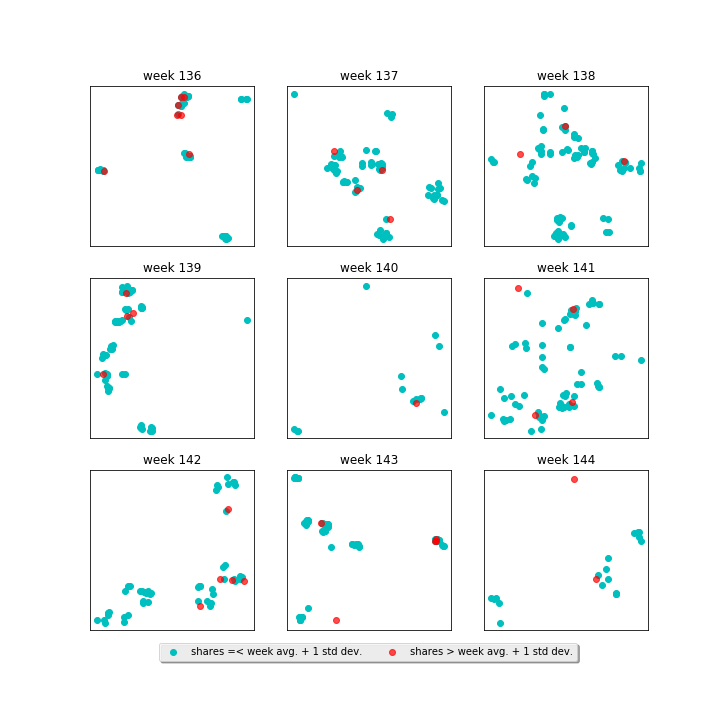 week 136
week 137
week 138
week 139
week 140
week 141
week 142
week 143
week 144
shares =< week avg. + 1 std dev.
shares > week avg. + 1 std dev.